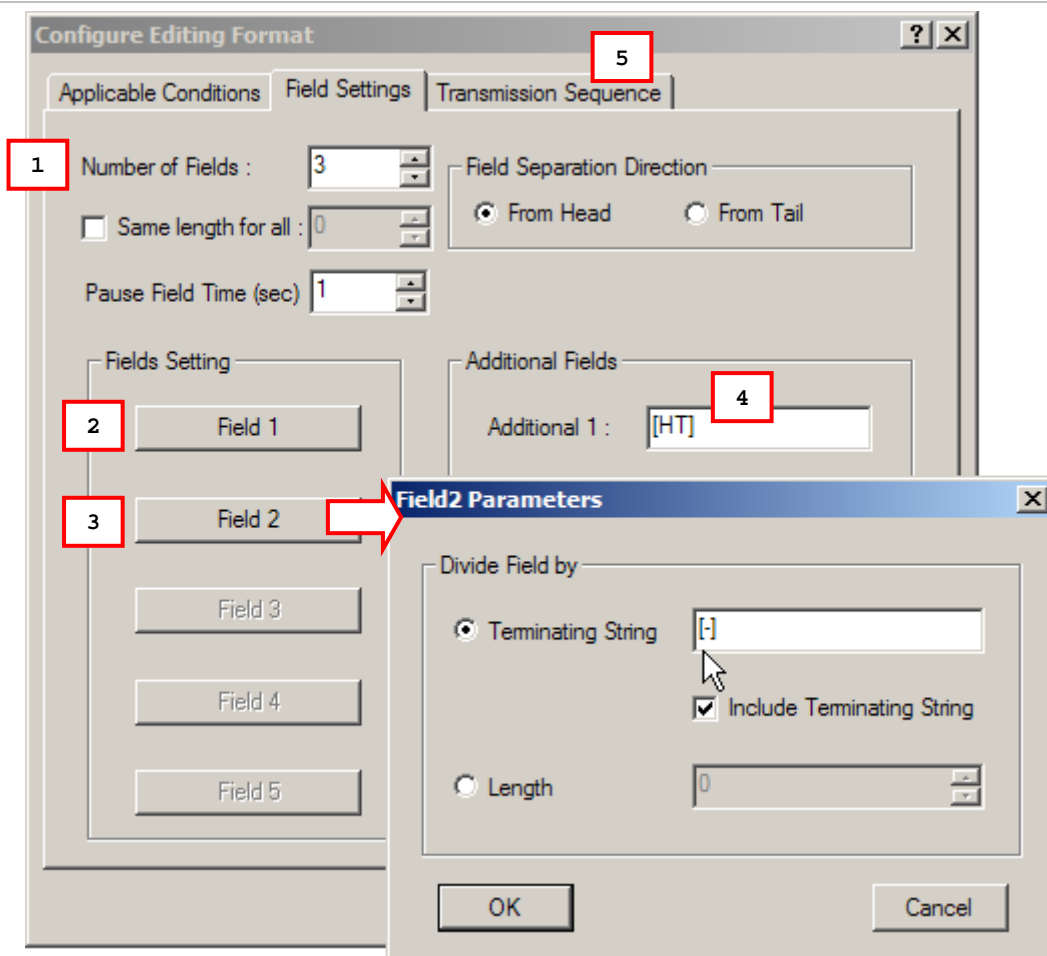 Configure Editing Format
5
Applicable Conditions Field Settings Transmission Sequence
1 Number of Fields : 3
Field Separation Direction
From Head From Tail
Same length for all : 0
Pause Field Time (sec) 1
Fields Setting
Additional Fields
4
2 Field 1
Additional 1 : [HT]
3 Field 2
Field2 Parameters
Divide Field by
Field 3
Terminating String [-]
Include Terminating String
Field 4
Field 5
Length 0
OK Cancel